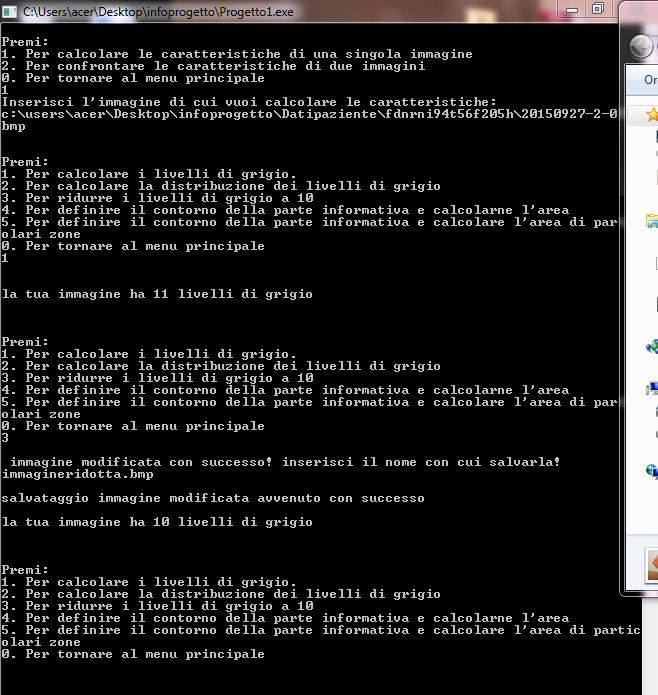 C:\Users\acer\Desktop\infoprogetto\Progetto1.exe
Premi:
1. Per calcolare le caratteristiche di una singola immagine
2. Per confrontare le caratteristiche di due immagini
0. Per tornare al menu principale
1
Inserisci l'immagine di cui vuoi calcolare le caratteristiche:
c:\users\acer\Desktop\infoprogetto\Datipaziente\fdnrni94t56f205h\20150927-2-0
bmp
Premi:
1. Per calcolare i livelli di grigio.
2. Per calcolare la distribuzione dei livelli di grigio
3. Per ridurre i livelli di grigio a 10
4. Per definire il contorno della parte informativa e calcolarne l'area
5. Per definire il contorno della parte informativa e calcolare l'area di par
olari zone
0. Per tornare al menu principale
1
la tua immagine ha 11 livelli di grigio
Premi:
1. Per calcolare i livelli di grigio.
2. Per calcolare la distribuzione dei livelli di grigio
3. Per ridurre i livelli di grigio a 10
4. Per definire il contorno della parte informativa e calcolarne l'area
5. Per definire il contorno della parte informativa e calcolare l'area di par
olari zone
0. Per tornare al menu principale
3
immagine modificata con successo! inserisci il nome con cui salvarla!
immagineridotta.bmp
salvataggio immagine modificata avvenuto con successo
la tua immagine ha 10 livelli di grigio
Premi:
1. Per calcolare i livelli di grigio.
2. Per calcolare la distribuzione dei livelli di grigio
3. Per ridurre i livelli di grigio a 10
4. Per definire il contorno della parte informativa e calcolarne l'area
5. Per definire il contorno della parte informativa e calcolare l'area di partic
olari zone
0. Per tornare al menu principale
Or